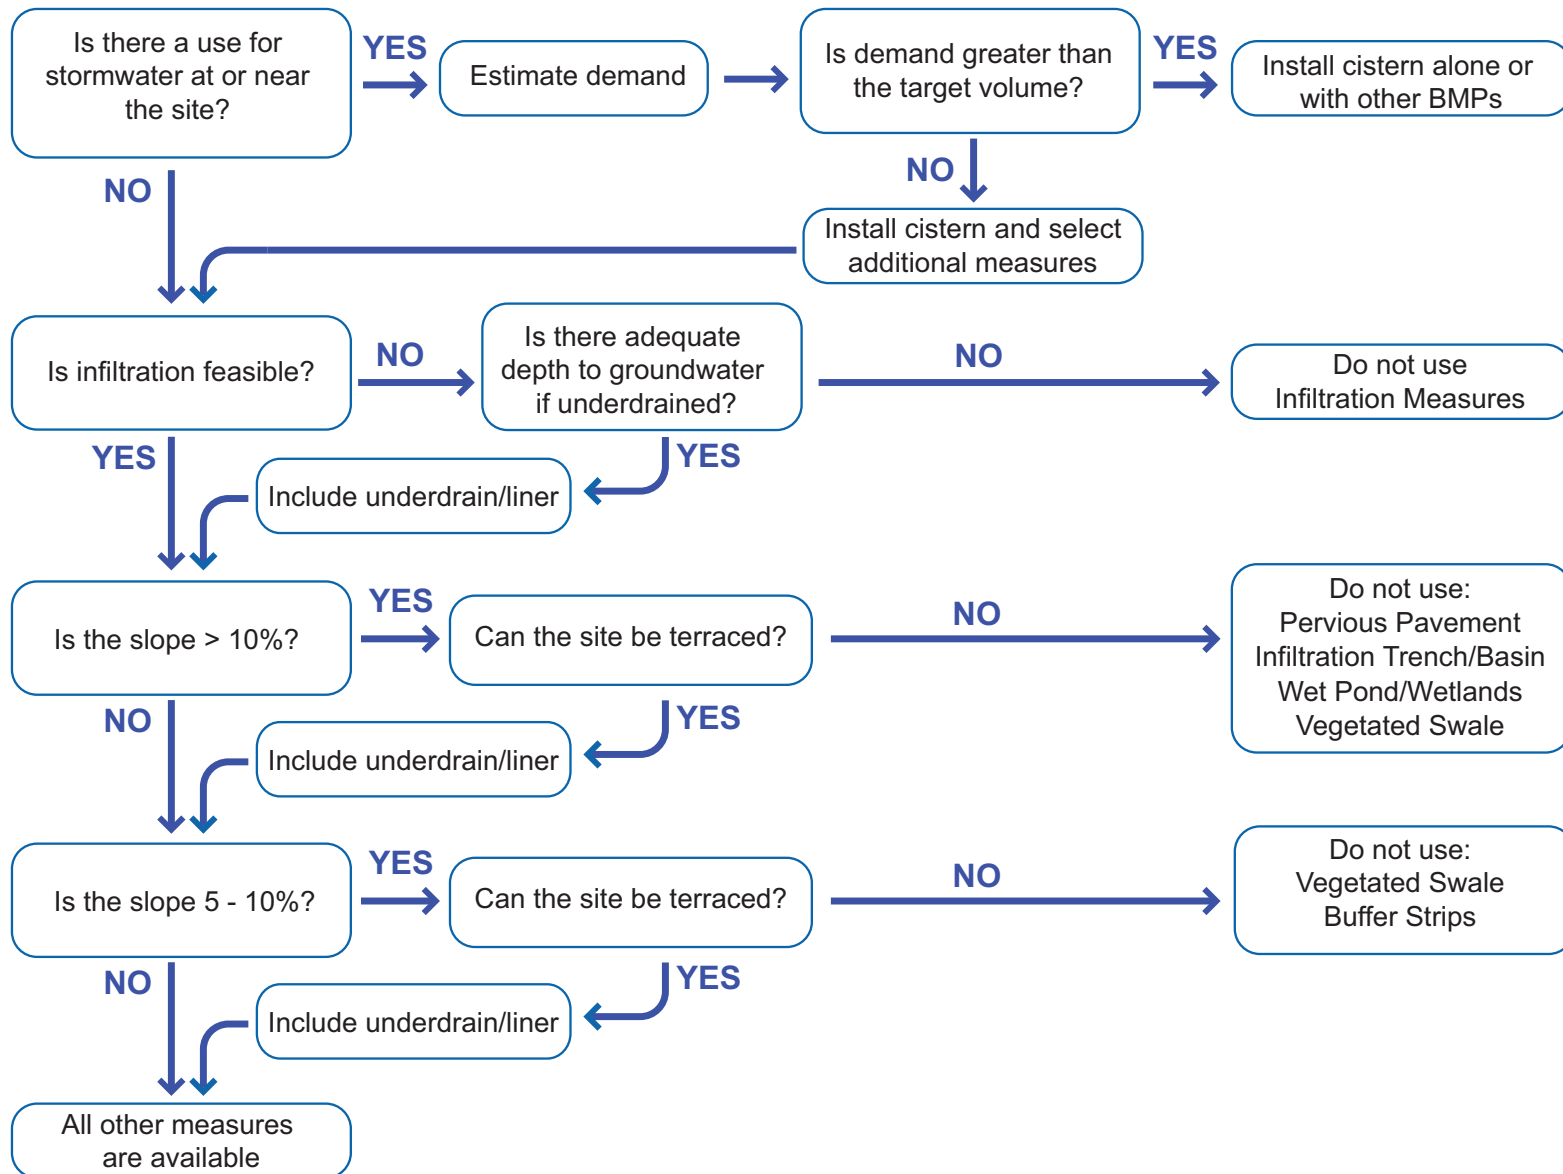 Is there a use for
stormwater at or near
the site?
YES
Estimate demand
Is demand greater than
the target volume?
YES
Install cistern alone or
with other BMPs
NO
NO
Install cistern and select
additional measures
Is infiltration feasible?
NO
Is there adequate
depth to groundwater
if underdrained?
NO
Do not use
Infiltration Measures
YES
YES
Include underdrain/liner
Is the slope > 10%?
YES
Can the site be terraced?
NO
Do not use:
Pervious Pavement
Infiltration Trench/Basin
Wet Pond/Wetlands
Vegetated Swale
NO
YES
Include underdrain/liner
Is the slope 5 - 10%?
YES
Can the site be terraced?
NO
Do not use:
Vegetated Swale
Buffer Strips
NO
YES
Include underdrain/liner
All other measures
are available